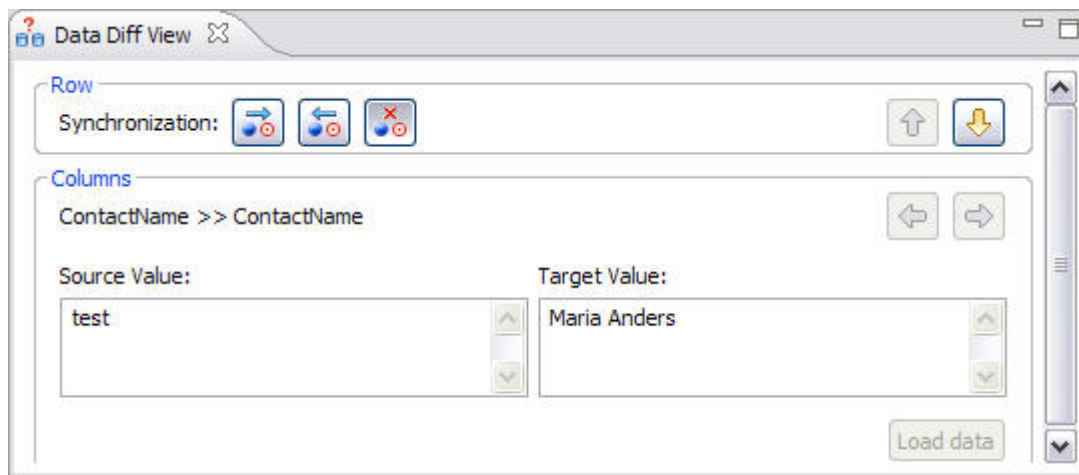 Data Diff View
Row
Synchronization:
Columns
ContactName >> ContactName
Source Value:
Target Value:
test
Maria Anders
Load data